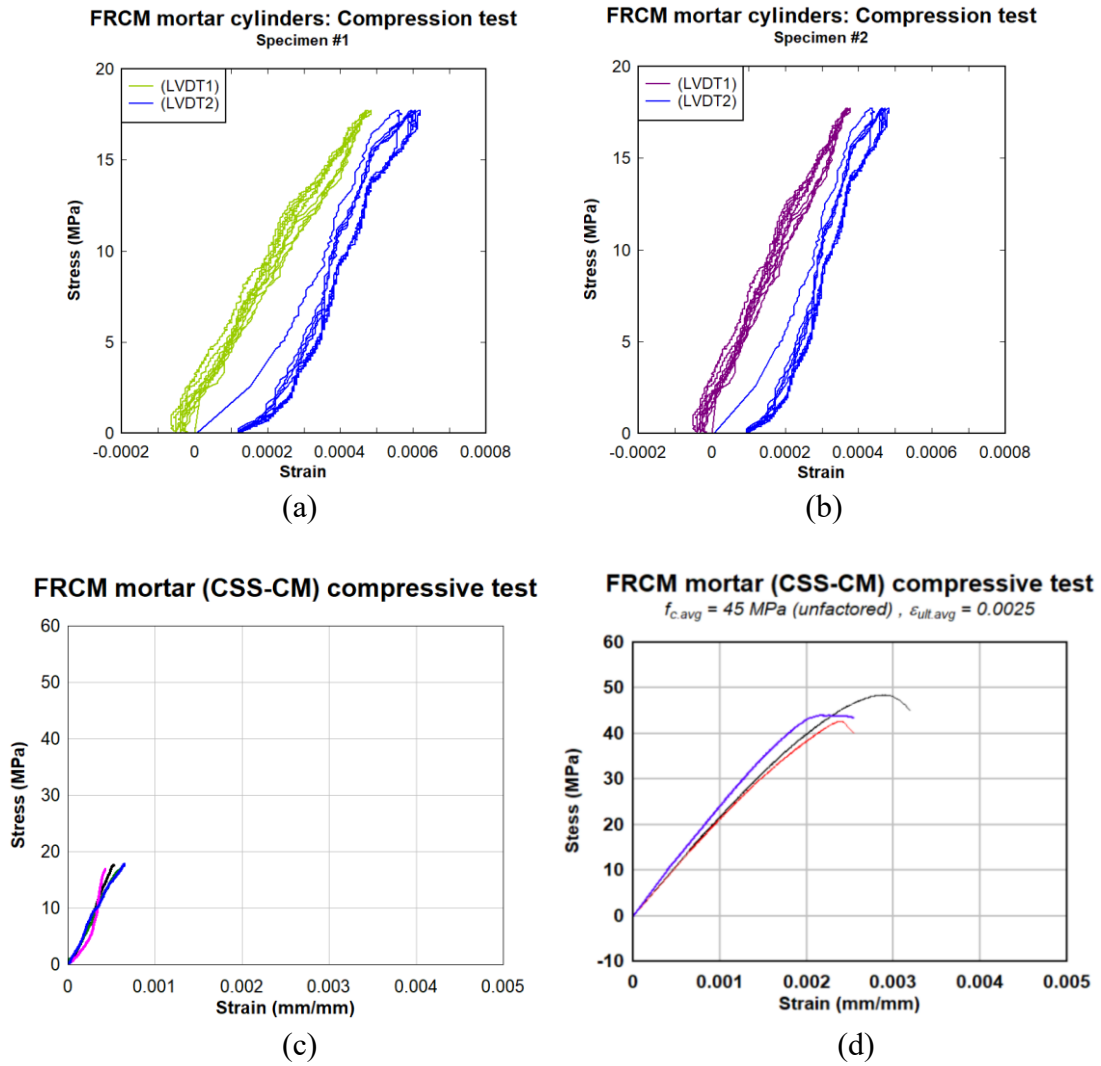 FRCM mortar cylinders: Compression test
Specimen #1
(LVDT1)
(LVDT2)
20
15
10
5
0
Stress (MPa)
-0.0002 0 0.0002 0.0004 0.0006 0.0008
Strain
(a)
FRCM mortar cylinders: Compression test
Specimen #2
(LVDT1)
(LVDT2)
20
15
10
5
0
Stress (MPa)
-0.0002 0 0.0002 0.0004 0.0006 0.0008
Strain
(b)
FRCM mortar (CSS-CM) compressive test
60
50
40
30
20
10
0
Stress (MPa)
0 0.001 0.002 0.003 0.004 0.005
Strain (mm/mm)
(c)
FRCM mortar (CSS-CM) compressive test
fc.avg = 45 MPa (unfactored) , εult.avg = 0.0025
60
50
40
30
20
10
0
-10
Stess (MPa)
0 0.001 0.002 0.003 0.004 0.005
Strain (mm/mm)
(d)